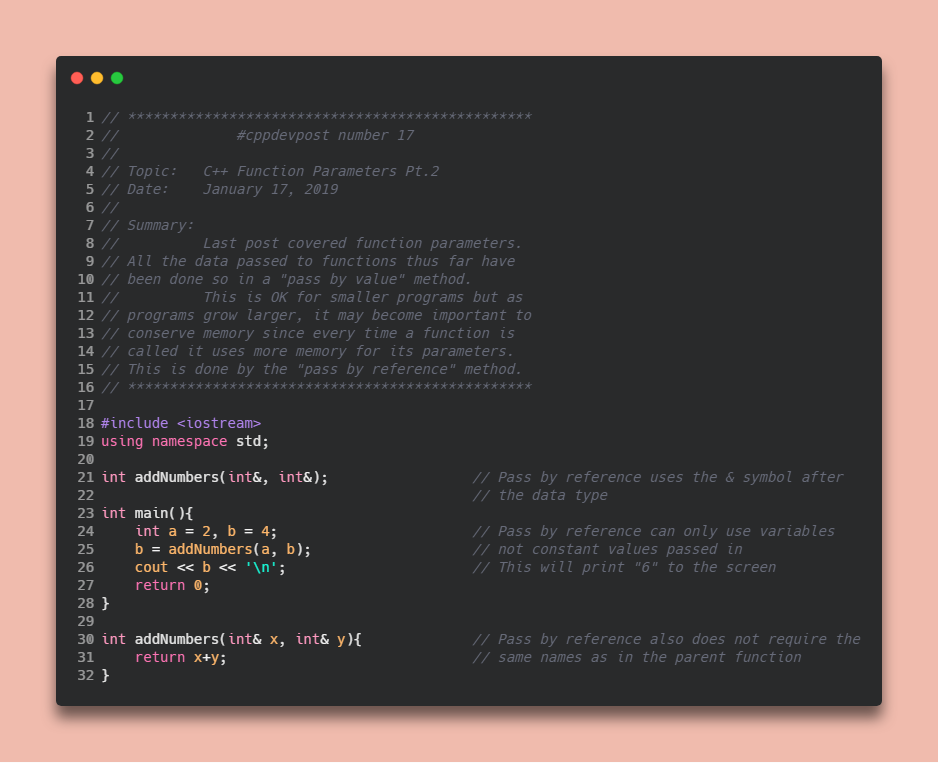 1 // ************************************************
2 //              #cppdevpost number 17
3 //
4 // Topic:   C++ Function Parameters Pt.2
5 // Date:    January 17, 2019
6 //
7 // Summary:
8 //          Last post covered function parameters.
9 // All the data passed to functions thus far have
10 // been done so in a "pass by value" method.
11 //          This is OK for smaller programs but as
12 // programs grow larger, it may become important to
13 // conserve memory since every time a function is
14 // called it uses more memory for its parameters.
15 // This is done by the "pass by reference" method.
16 // ************************************************
17
18 #include <iostream>
19 using namespace std;
20
21 int addNumbers(int&, int&);                 // Pass by reference uses the & symbol after
22                                             // the data type
23 int main(){
24     int a = 2, b = 4;                       // Pass by reference can only use variables
25     b = addNumbers(a, b);                   // not constant values passed in
26     cout << b << '\n';                      // This will print "6" to the screen
27     return 0;
28 }
29
30 int addNumbers(int& x, int& y){             // Pass by reference also does not require the
31     return x+y;                             // same names as in the parent function
32 }